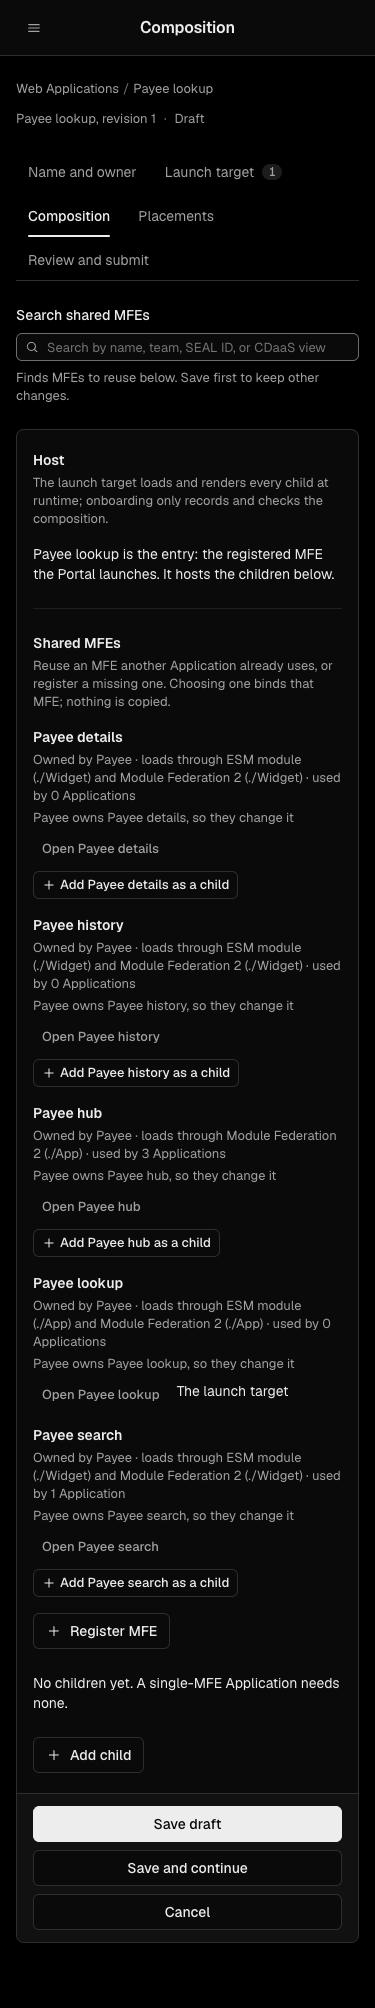 Composition
Web Applications / Payee lookup
Payee lookup, revision 1 · Draft
Name and owner
Launch target 1
Composition
Placements
Review and submit
Search shared MFEs
Search by name, team, SEAL ID, or CDaaS view
Finds MFEs to reuse below. Save first to keep other
changes.
Host
The launch target loads and renders every child at
runtime; onboarding only records and checks the
composition.
Payee lookup is the entry: the registered MFE
the Portal launches. It hosts the children below.
Shared MFEs
Reuse an MFE another Application already uses, or
register a missing one. Choosing one binds that
MFE; nothing is copied.
Payee details
Owned by Payee · loads through ESM module
(./Widget) and Module Federation 2 (./Widget) · used
by 0 Applications
Payee owns Payee details, so they change it
Open Payee details
+ Add Payee details as a child
Payee history
Owned by Payee · loads through ESM module
(./Widget) and Module Federation 2 (./Widget) · used
by 0 Applications
Payee owns Payee history, so they change it
Open Payee history
+ Add Payee history as a child
Payee hub
Owned by Payee · loads through Module Federation
2 (./App) · used by 3 Applications
Payee owns Payee hub, so they change it
Open Payee hub
+ Add Payee hub as a child
Payee lookup
Owned by Payee · loads through ESM module
(./App) and Module Federation 2 (./App) · used by 0
Applications
Payee owns Payee lookup, so they change it
Open Payee lookup The launch target
Payee search
Owned by Payee · loads through ESM module
(./Widget) and Module Federation 2 (./Widget) · used
by 1 Application
Payee owns Payee search, so they change it
Open Payee search
+ Add Payee search as a child
+ Register MFE
No children yet. A single-MFE Application needs
none.
+ Add child
Save draft
Save and continue
Cancel